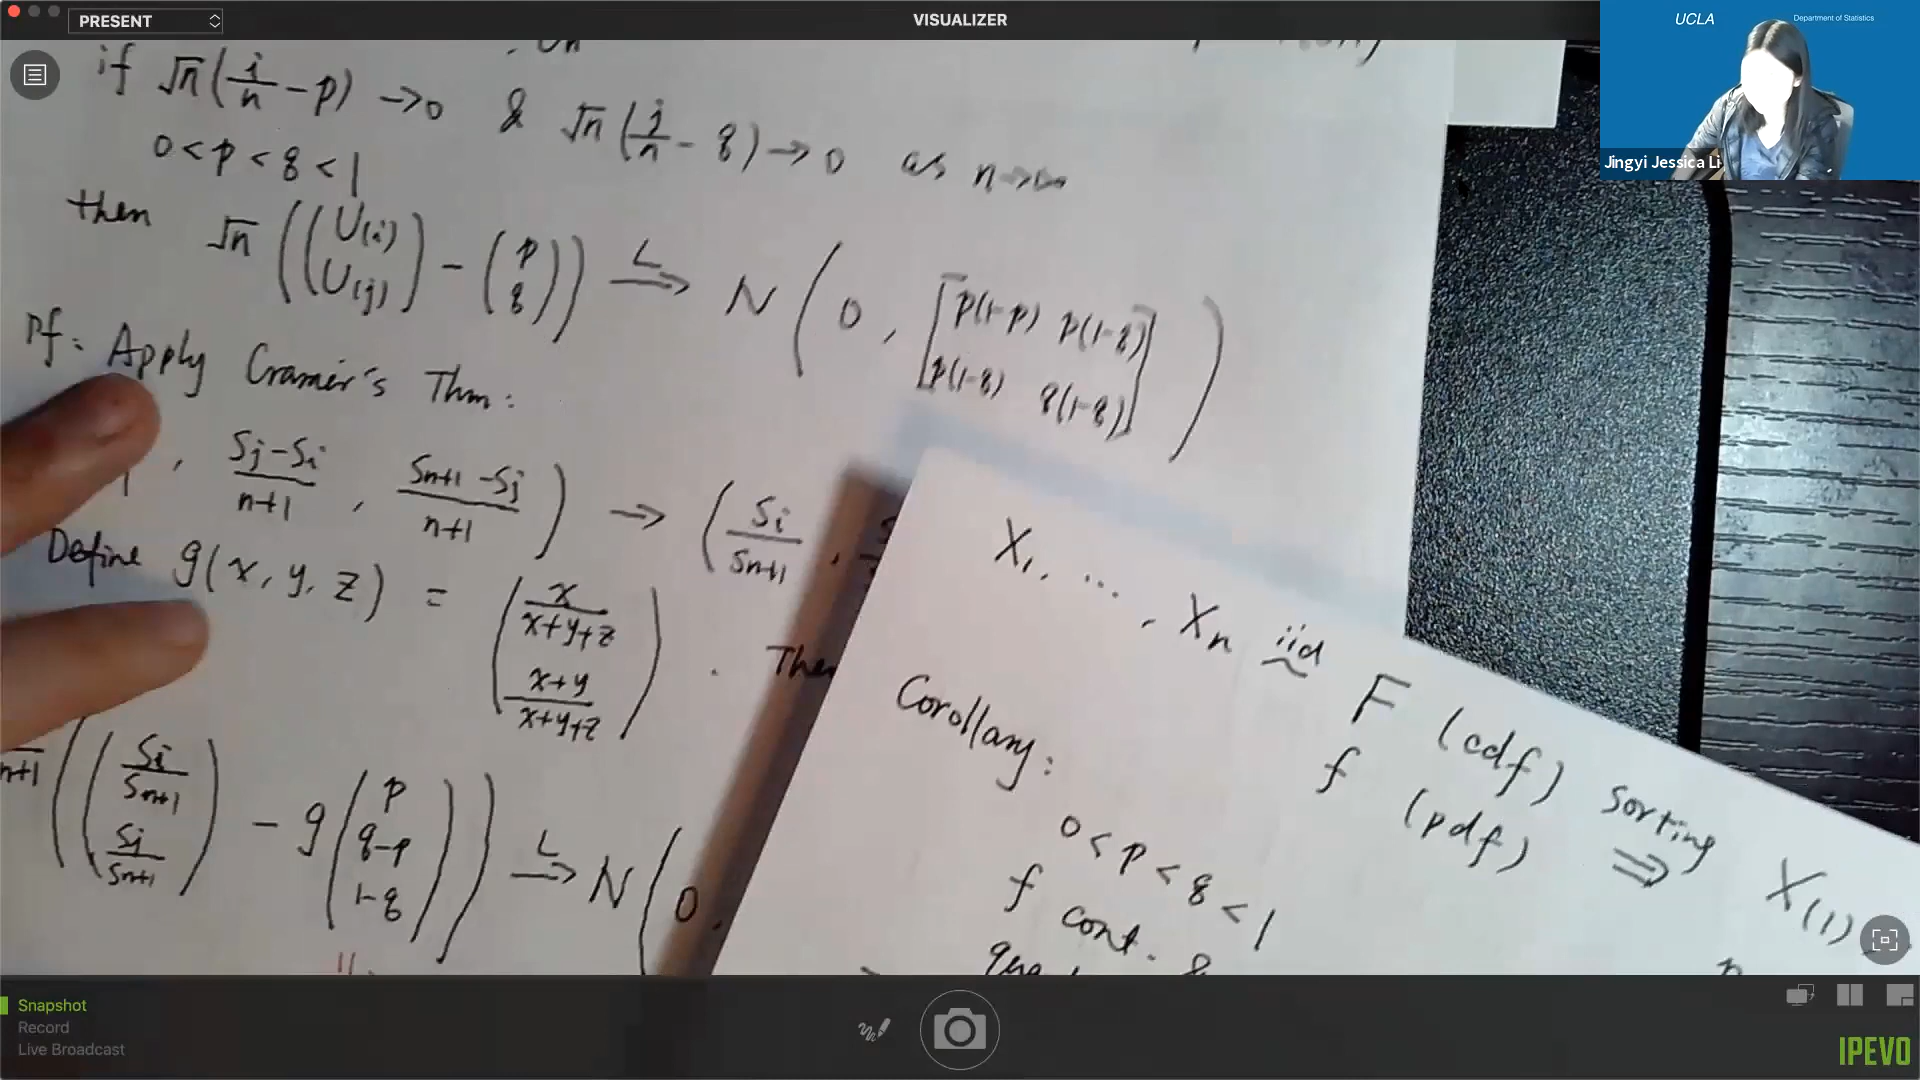 PRESENT
VISUALIZER
UCLA
Department of Statistics
Jingyi Jessica Li
if √n(i/n − p) → 0 & √n(j/n − q) → 0 as n→∞
0 < p < q < 1
then √n((U(i) U(j)) − (p q)) →L N(0, [p(1-p) p(1-q) p(1-q) q(1-q)])
Pf: Apply Cramér's Thm:
, Sj−Si/n+1 , Sn+1−Sj/n+1) → (Si/Sn+1 ,
Define g(x, y, z) = (x/x+y+z x+y/x+y+z) . Then
n+1((Si/Sn+1 Sj/Sn+1) − g(p q-p 1-q)) →L N(0,
X1, ..., Xn iid~ F (cdf) sorting
f (pdf) ⇒ X(1)
Corollary:
0 < p < q < 1
f cont. &
Snapshot
Record
Live Broadcast
IPEVO